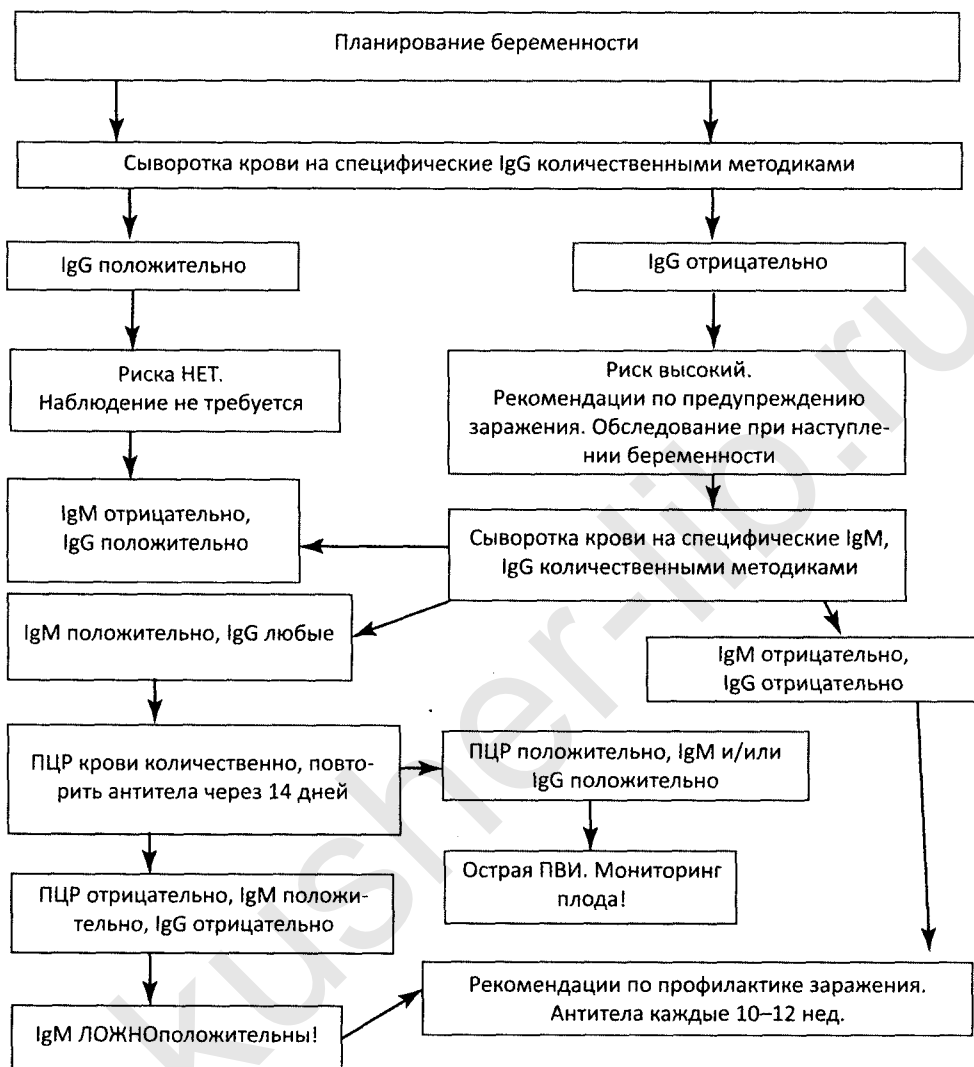 Планирование беременности
Сыворотка крови на специфические IgG количественными методиками
IgG положительно
IgG отрицательно
Риска НЕТ.
Наблюдение не требуется
Риск высокий.
Рекомендации по предупреждению
заражения. Обследование при наступле-
нии беременности
IgM отрицательно,
IgG положительно
Сыворотка крови на специфические IgM,
IgG количественными методиками
IgM положительно, IgG любые
IgM отрицательно,
IgG отрицательно
ПЦР крови количественно, повто-
рить антитела через 14 дней
ПЦР положительно, IgM и/или
IgG положительно
Острая ПВИ. Мониторинг
плода!
ПЦР отрицательно, IgM положи-
тельно, IgG отрицательно
Рекомендации по профилактике заражения.
Антитела каждые 10–12 нед.
IgM ЛОЖНОположительны!
kusher-lib.ru